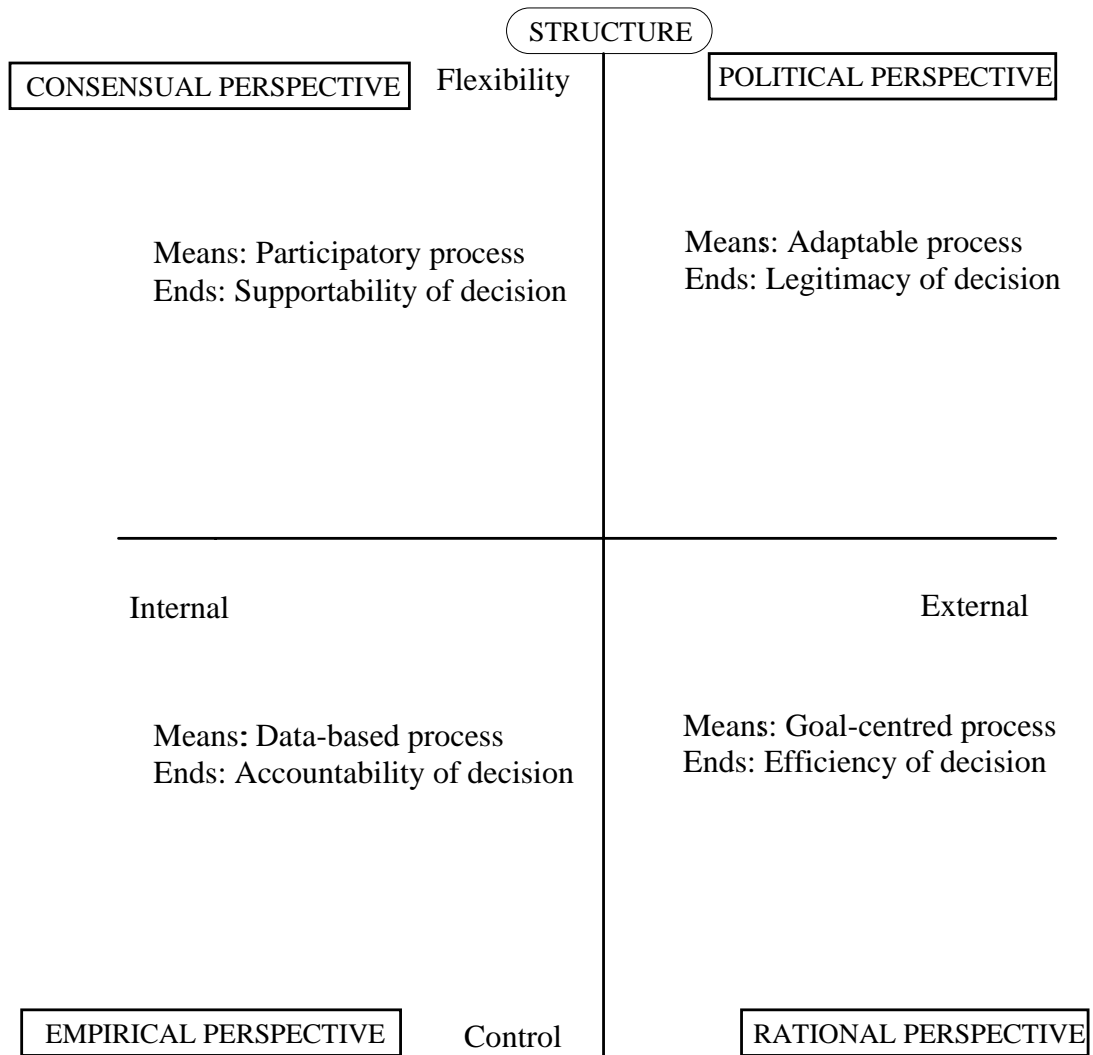 STRUCTURE
CONSENSUAL PERSPECTIVE
Flexibility
POLITICAL PERSPECTIVE
Means: Participatory process
Ends: Supportability of decision
Means: Adaptable process
Ends: Legitimacy of decision
Internal
External
Means: Data-based process
Ends: Accountability of decision
Means: Goal-centred process
Ends: Efficiency of decision
EMPIRICAL PERSPECTIVE
Control
RATIONAL PERSPECTIVE